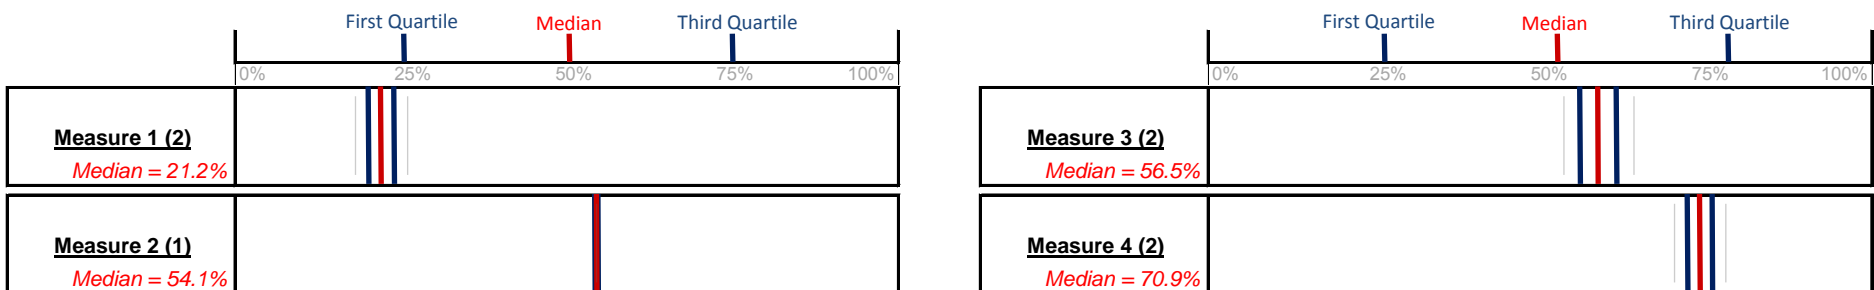 First Quartile Median Third Quartile
0% 25% 50% 75% 100%
Measure 1 (2)
Median = 21.2%
Measure 2 (1)
Median = 54.1%
First Quartile Median Third Quartile
0% 25% 50% 75% 100%
Measure 3 (2)
Median = 56.5%
Measure 4 (2)
Median = 70.9%